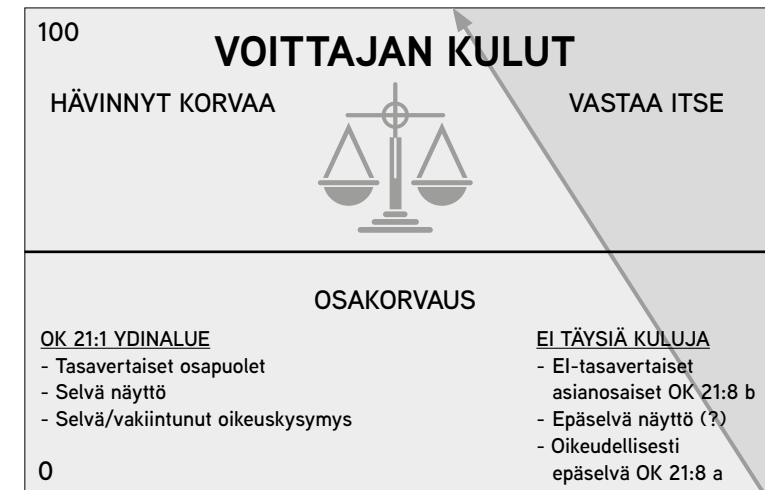 100
VOITTAJAN KULUT
HÄVINNYT KORVAA
VASTAA ITSE
OSAKORVAUS
OK 21:1 YDINALUE
- Tasavertaiset osapuolet
- Selvä näyttö
- Selvä/vakiintunut oikeuskysymys
EI TÄYSIÄ KULUJA
- EI-tasavertaiset
asianosaiset OK 21:8 b
- Epäselvä näyttö (?)
- Oikeudellisesti
epäselvä OK 21:8 a
0